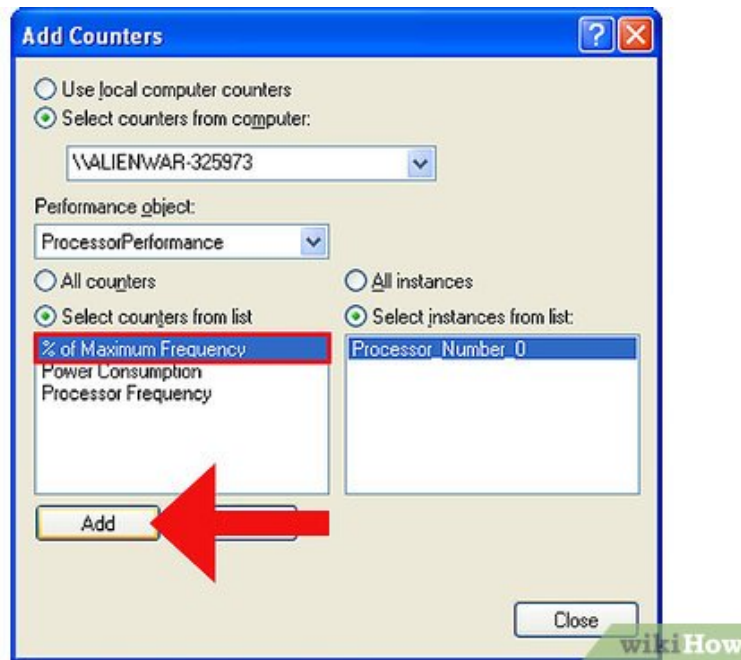 Add Counters
Use local computer counters
Select counters from computer:
\\ALIENWAR-325973
Performance object:
ProcessorPerformance
All counters
All instances
Select counters from list
Select instances from list:
% of Maximum Frequency
Processor_Number_0
Power Consumption
Processor Frequency
Add
Close
wikiHow